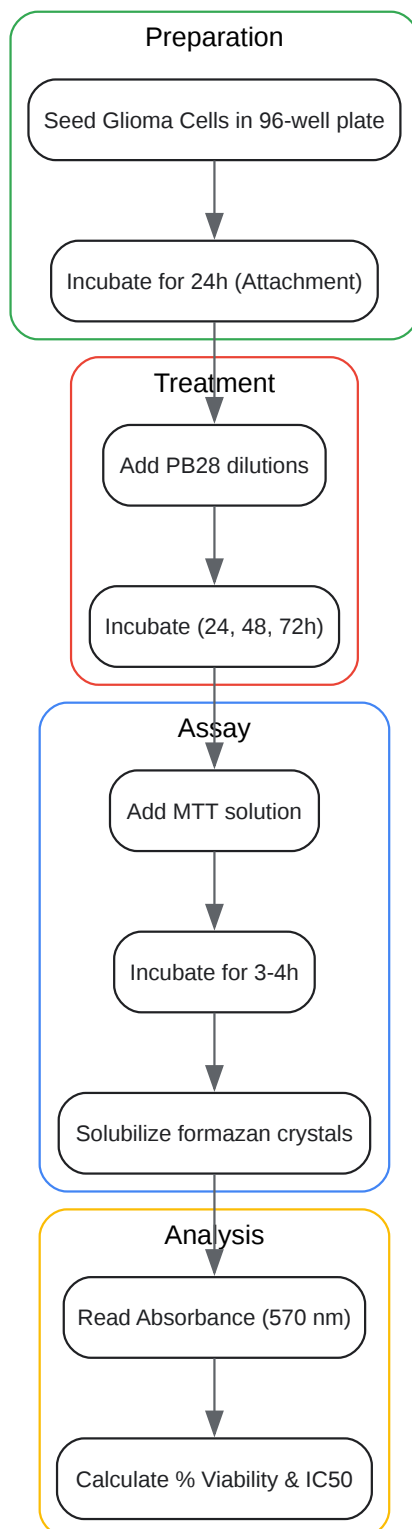 Preparation
Seed Glioma Cells in 96-well plate
Incubate for 24h (Attachment)
Treatment
Add PB28 dilutions
Incubate (24, 48, 72h)
Assay
Add MTT solution
Incubate for 3-4h
Solubilize formazan crystals
Analysis
Read Absorbance (570 nm)
Calculate % Viability & IC50